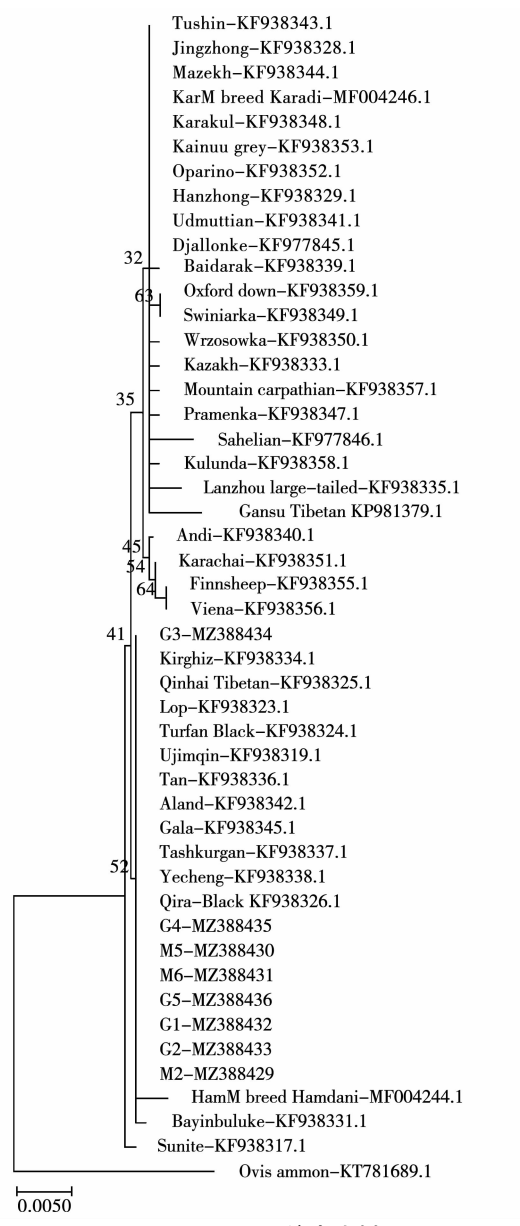 Tushin–KF938343.1
Jingzhong–KF938328.1
Mazekh–KF938344.1
KarM breed Karadi–MF004246.1
Karakul–KF938348.1
Kainuu grey–KF938353.1
Oparino–KF938352.1
Hanzhong–KF938329.1
Udmuttian–KF938341.1
Djallonke–KF977845.1
32
Baidarak–KF938339.1
63
Oxford down–KF938359.1
Swiniarka–KF938349.1
Wrzosowka–KF938350.1
Kazakh–KF938333.1
Mountain carpathian–KF938357.1
35
Pramenka–KF938347.1
Sahelian–KF977846.1
Kulunda–KF938358.1
Lanzhou large–tailed–KF938335.1
Gansu Tibetan KP981379.1
Andi–KF938340.1
45
Karachai–KF938351.1
54
Finnsheep–KF938355.1
64
Viena–KF938356.1
41
G3–MZ388434
Kirghiz–KF938334.1
Qinhai Tibetan–KF938325.1
Lop–KF938323.1
Turfan Black–KF938324.1
Ujimqin–KF938319.1
Tan–KF938336.1
Aland–KF938342.1
Gala–KF938345.1
Tashkurgan–KF938337.1
52
Yecheng–KF938338.1
Qira–Black KF938326.1
G4–MZ388435
M5–MZ388430
M6–MZ388431
G5–MZ388436
G1–MZ388432
G2–MZ388433
M2–MZ388429
HamM breed Hamdani–MF004244.1
Bayinbuluke–KF938331.1
Sunite–KF938317.1
Ovis ammon–KT781689.1
0.0050